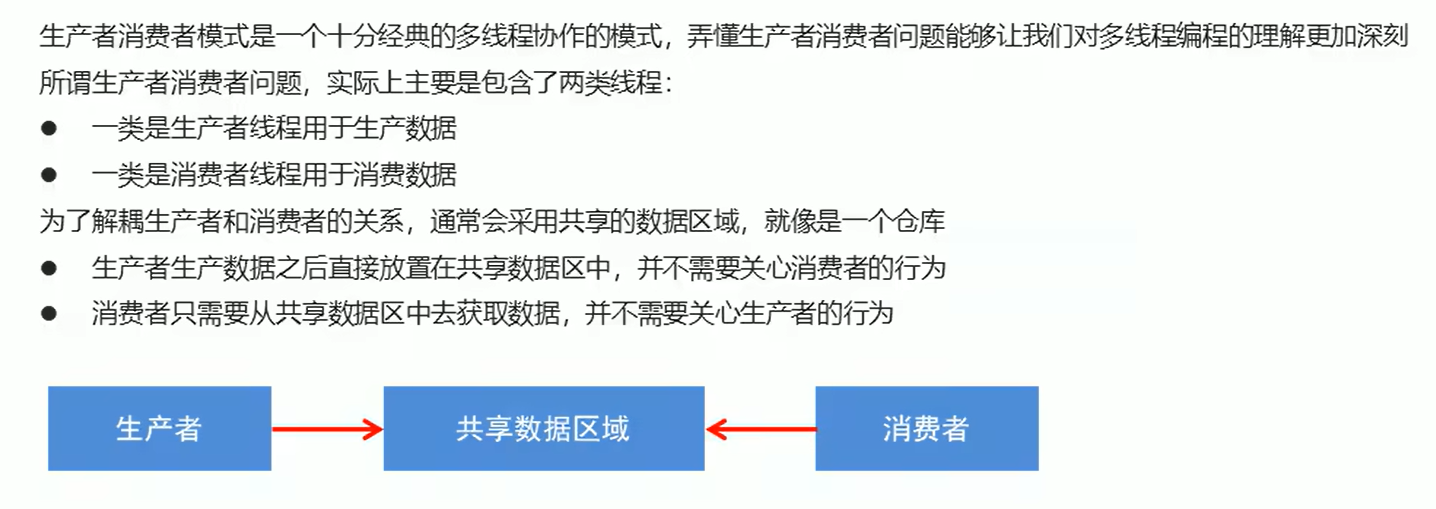 生产者消费者模式是一个十分经典的多线程协作的模式，弄懂生产者消费者问题能够让我们对多线程编程的理解更加深刻
所谓生产者消费者问题，实际上主要是包含了两类线程：
● 一类是生产者线程用于生产数据
● 一类是消费者线程用于消费数据
为了解耦生产者和消费者的关系，通常会采用共享的数据区域，就像是一个仓库
● 生产者生产数据之后直接放置在共享数据区中，并不需要关心消费者的行为
● 消费者只需要从共享数据区中去获取数据，并不需要关心生产者的行为
生产者
共享数据区域
消费者